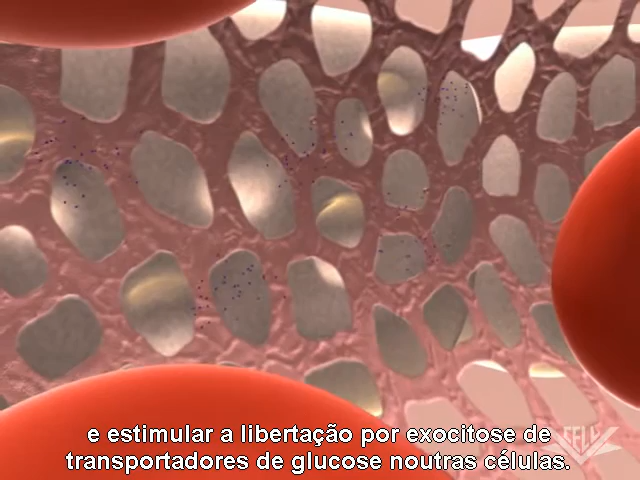 e estimular a libertação por exocitose de
transportadores de glucose noutras células.